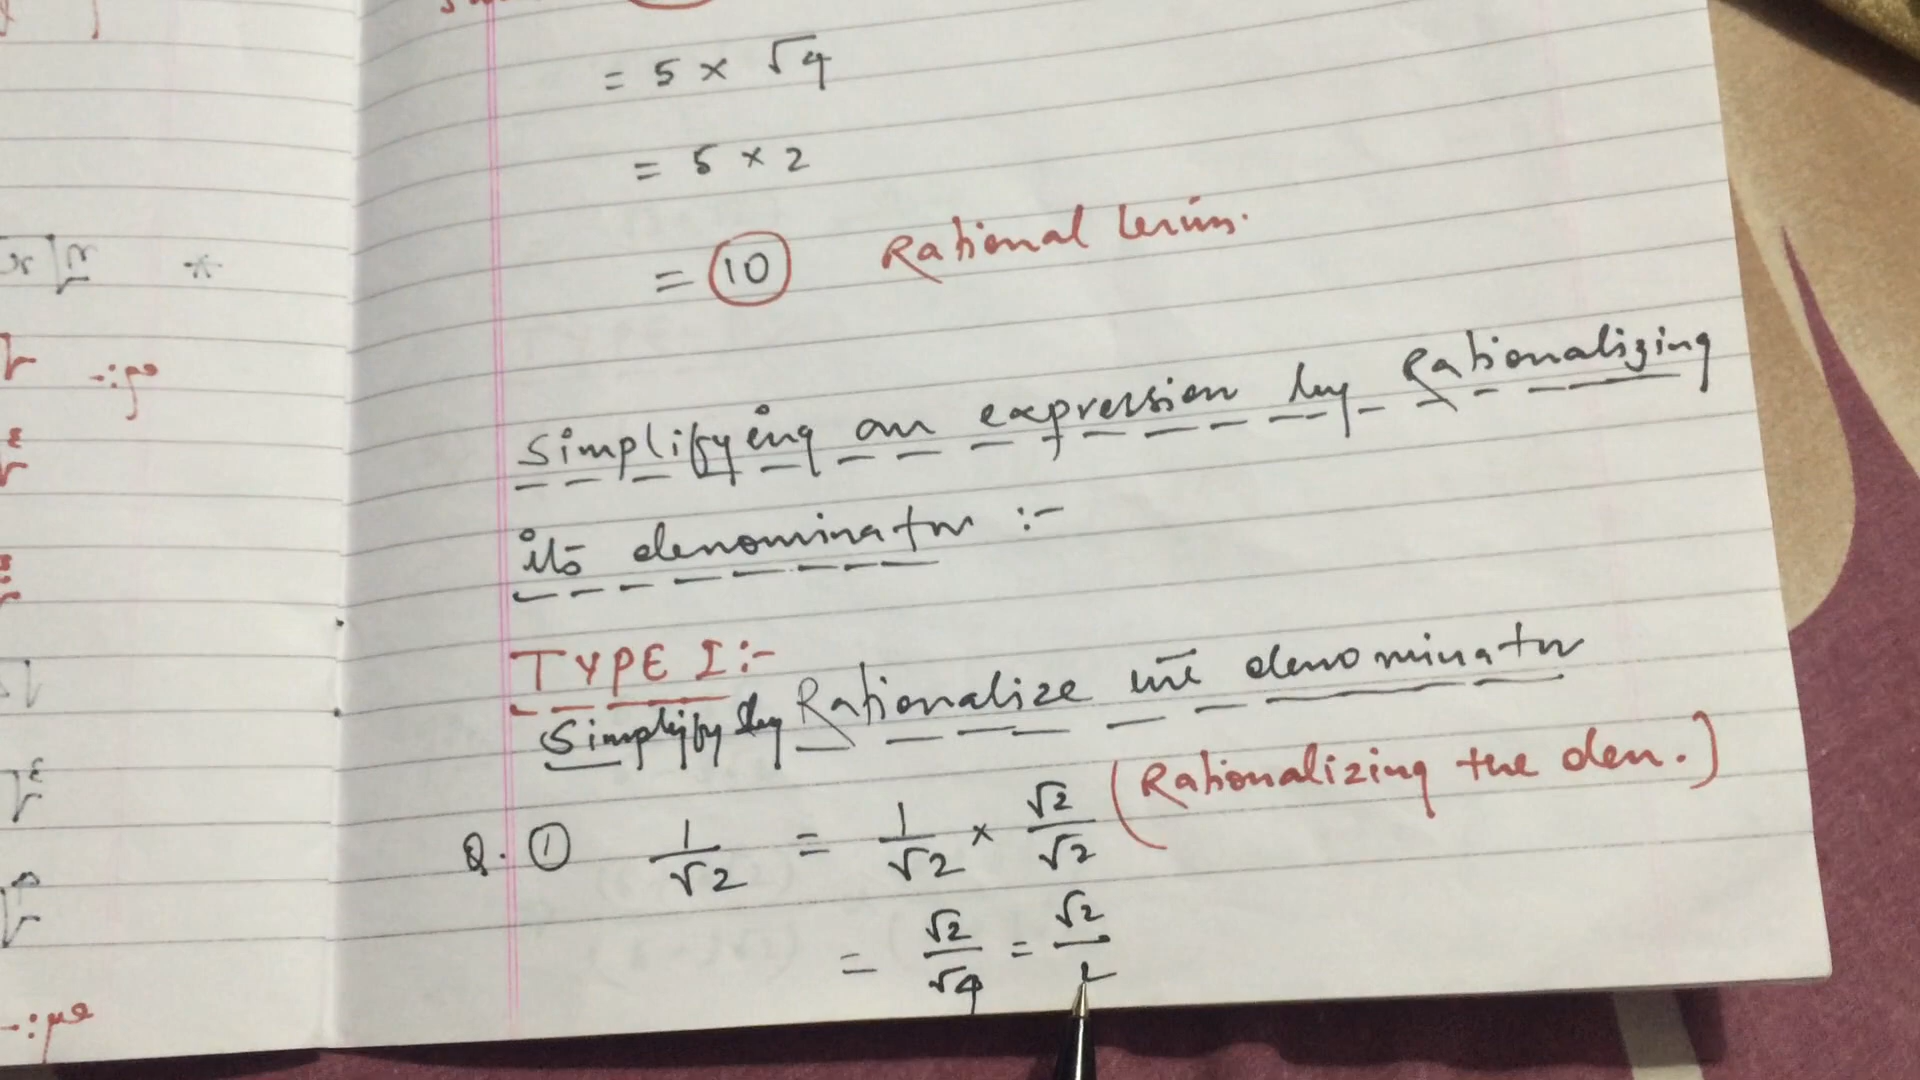 = 5 × √4
= 5 × 2
= 10 Rational term.
Simplifying an expression by Rationalizing
its denominator :-
TYPE I :-
Simplify by Rationalize the denominator
Q. 1 1/√2 = 1/√2 × √2/√2 (Rationalizing the den.)
= √2/√4 = √2/2